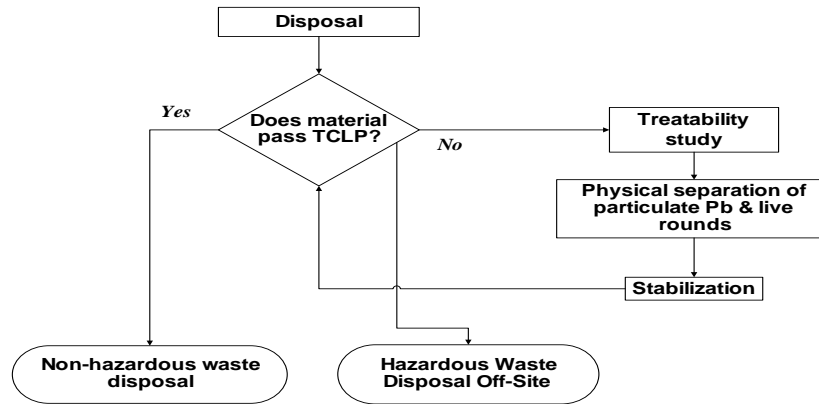 Disposal
Does material
pass TCLP?
Yes
No
Treatability
study
Physical separation of
particulate Pb & live
rounds
Stabilization
Non-hazardous waste
disposal
Hazardous Waste
Disposal Off-Site